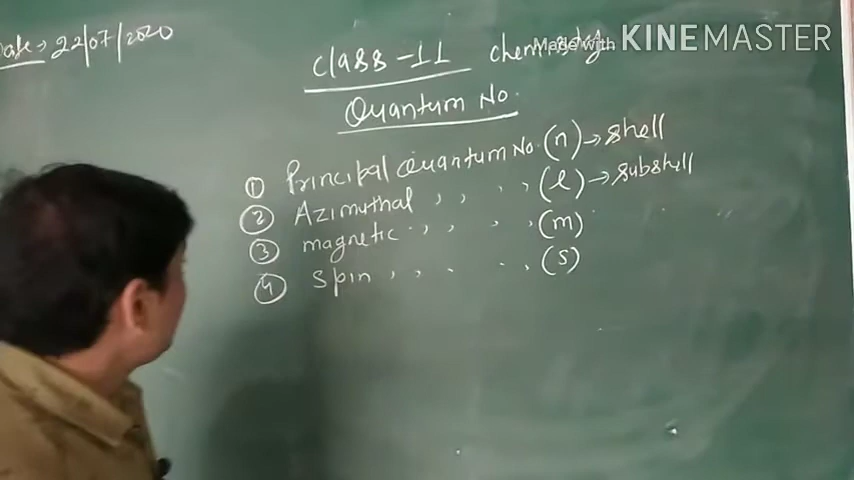 Date → 22/07/2020
Made with KINEMASTER
class - 11 chemistry
Quantum No.
① Principal Quantum No. (n) → shell
② Azimuthal ,, ,, (l) → subshell
③ magnetic ,, ,, (m)
④ spin ,, ,, (s)